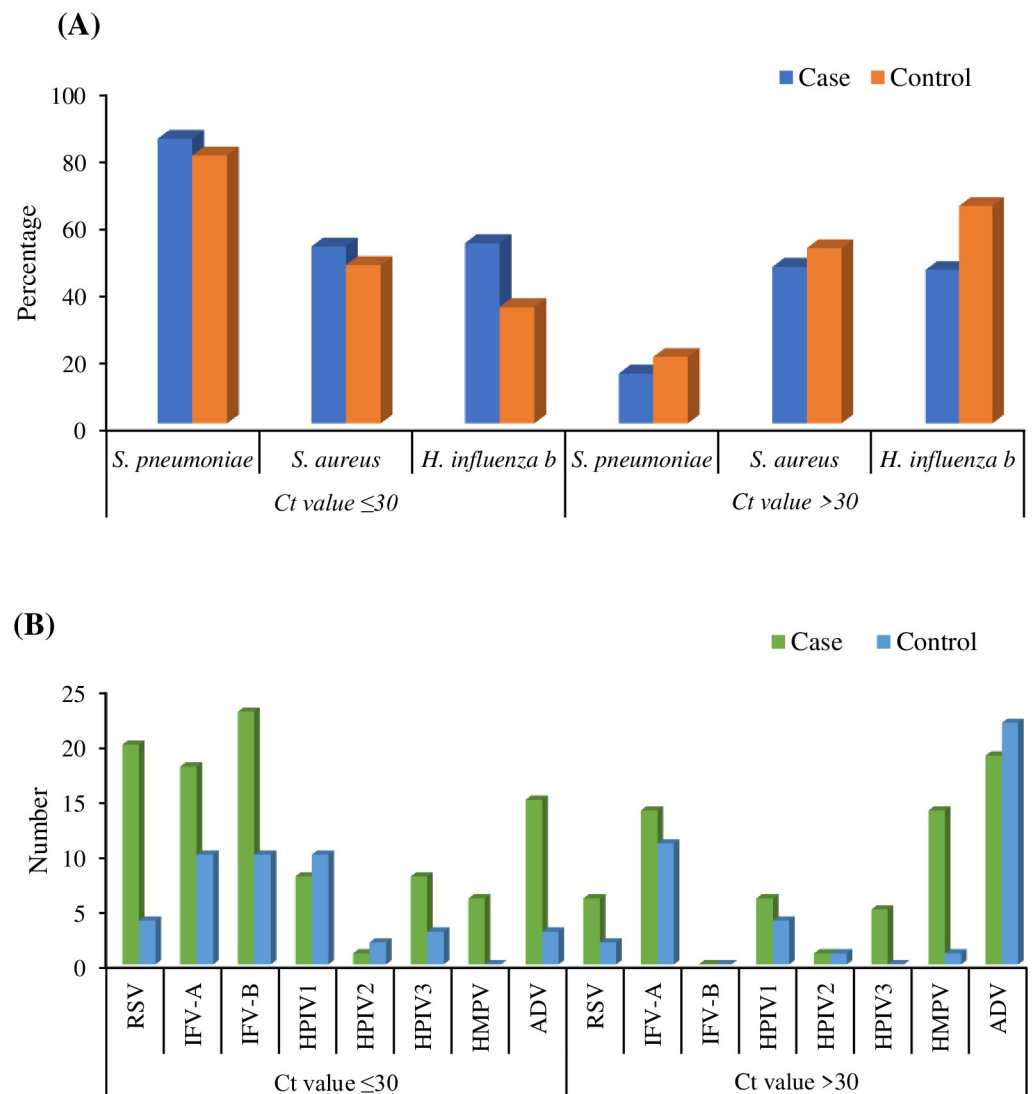 (A)
Case Control
100
80
60
40
20
0
Percentage
S. pneumoniae S. aureus H. influenza b S. pneumoniae S. aureus H. influenza b
Ct value ≤30 Ct value >30
(B)
Case Control
25
20
15
10
5
0
Number
RSV IFV-A IFV-B HPIV1 HPIV2 HPIV3 HMPV ADV RSV IFV-A IFV-B HPIV1 HPIV2 HPIV3 HMPV ADV
Ct value ≤30 Ct value >30